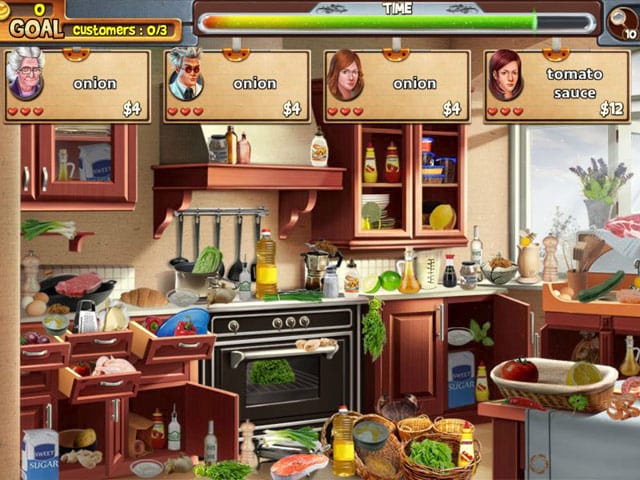 0
TIME
GOAL customers : 0/3
10
onion
$4
onion
$4
onion
$4
tomato
sauce
$12
SWEET
SUGAR
SWEET
SUGAR
SWEET